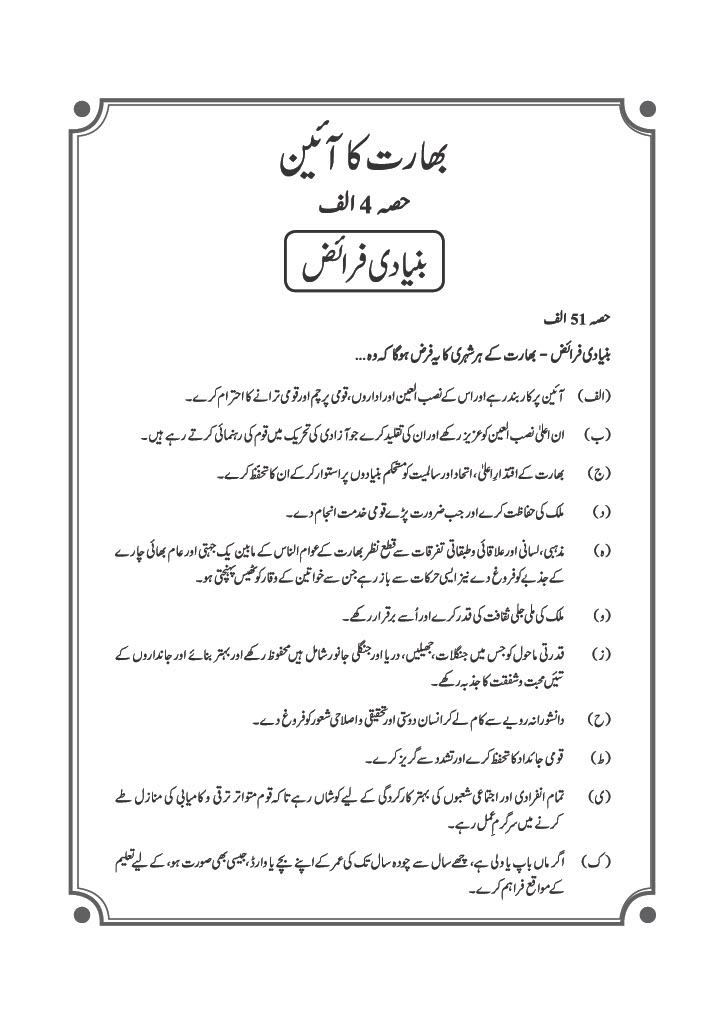 بھارت کا آئین
حصہ 4 الف
بنیادی فرائض
حصہ 51 الف
بنیادی فرائض – بھارت کے ہر شہری کا یہ فرض ہوگا کہ وہ...
(الف) آئین پر کاربند رہے اور اس کے نصب العین اور اداروں، قومی پرچم اور قومی ترانے کا احترام کرے۔
(ب) ان اعلیٰ نصب العین کو عزیز رکھے اور ان کی تقلید کرے جو آزادی کی تحریک میں قوم کی رہنمائی کرتے رہے ہیں۔
(ج) بھارت کے اقتدارِ اعلیٰ، اتحاد اور سالمیت کو مستحکم بنیادوں پر استوار کر کے ان کا تحفظ کرے۔
(د) ملک کی حفاظت کرے اور جب ضرورت پڑے قومی خدمت انجام دے۔
(ہ) مذہبی، لسانی اور علاقائی و طبقاتی تفرقات سے قطع نظر بھارت کے عوام الناس کے مابین یک جہتی اور عام بھائی چارے
کے جذبے کو فروغ دے نیز ایسی حرکات سے باز رہے جن سے خواتین کے وقار کو ٹھیس پہنچتی ہو۔
(و) ملک کی ملی جلی ثقافت کی قدر کرے اور اُسے برقرار رکھے۔
(ز) قدرتی ماحول کو جس میں جنگلات، جھیلیں، دریا اور جنگلی جانور شامل ہیں محفوظ رکھے اور بہتر بنائے اور جانداروں کے
تئیں محبت و شفقت کا جذبہ رکھے۔
(ح) دانشورانہ رویے سے کام لے کر انسان دوستی اور تحقیقی و اصلاحی شعور کو فروغ دے۔
(ط) قومی جائداد کا تحفظ کرے اور تشدد سے گریز کرے۔
(ی) تمام انفرادی اور اجتماعی شعبوں کی بہتر کارکردگی کے لیے کوشاں رہے تاکہ قوم متواتر ترقی و کامیابی کی منازل طے
کرنے میں سرگرمِ عمل رہے۔
(ک) اگر ماں باپ یا ولی ہے، چھے سال سے چودہ سال تک کی عمر کے اپنے بچے یا وارڈ، جیسی بھی صورت ہو، کے لیے تعلیم
کے مواقع فراہم کرے۔